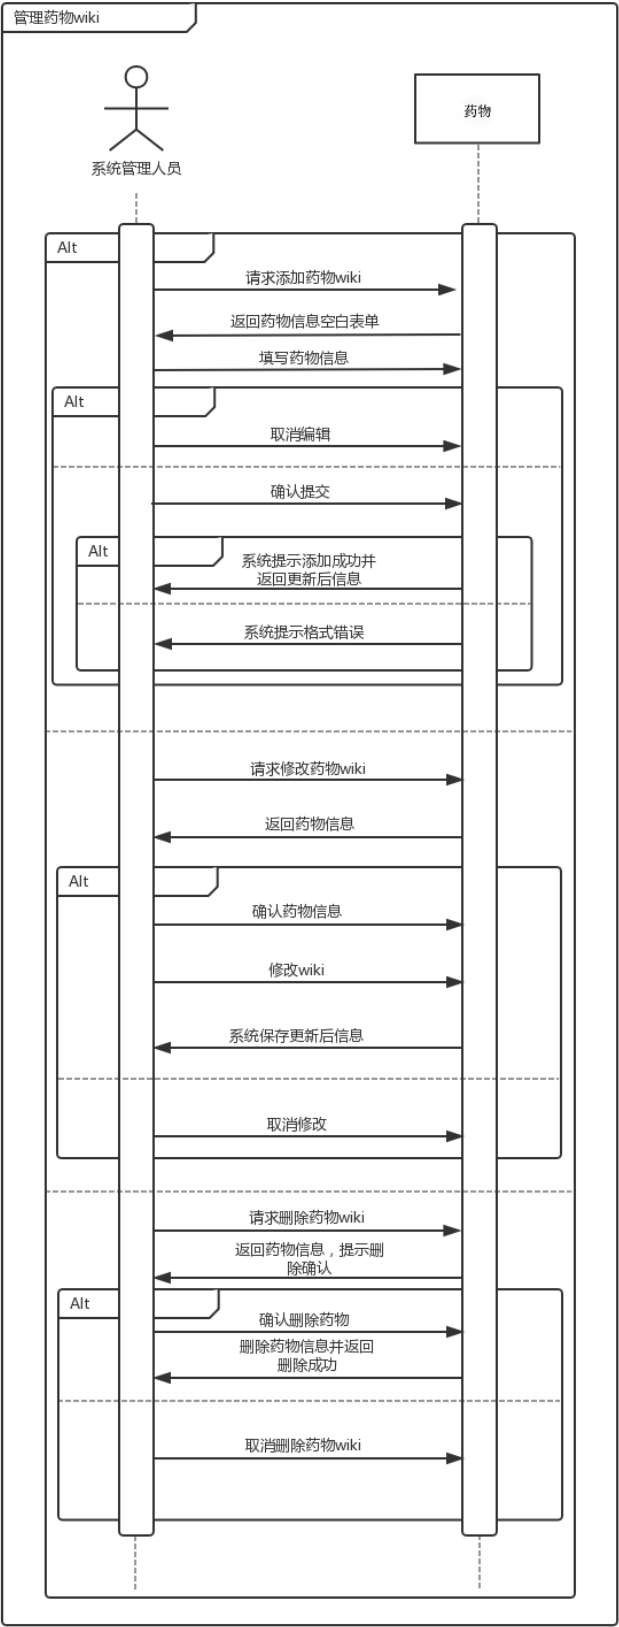 管理药物wiki
药物
系统管理人员
Alt
请求添加药物wiki
返回药物信息空白表单
填写药物信息
Alt
取消编辑
确认提交
Alt
系统提示添加成功并
返回更新后信息
系统提示格式错误
请求修改药物wiki
返回药物信息
Alt
确认药物信息
修改wiki
系统保存更新后信息
取消修改
请求删除药物wiki
返回药物信息，提示删
除确认
Alt
确认删除药物
删除药物信息并返回
删除成功
取消删除药物wiki